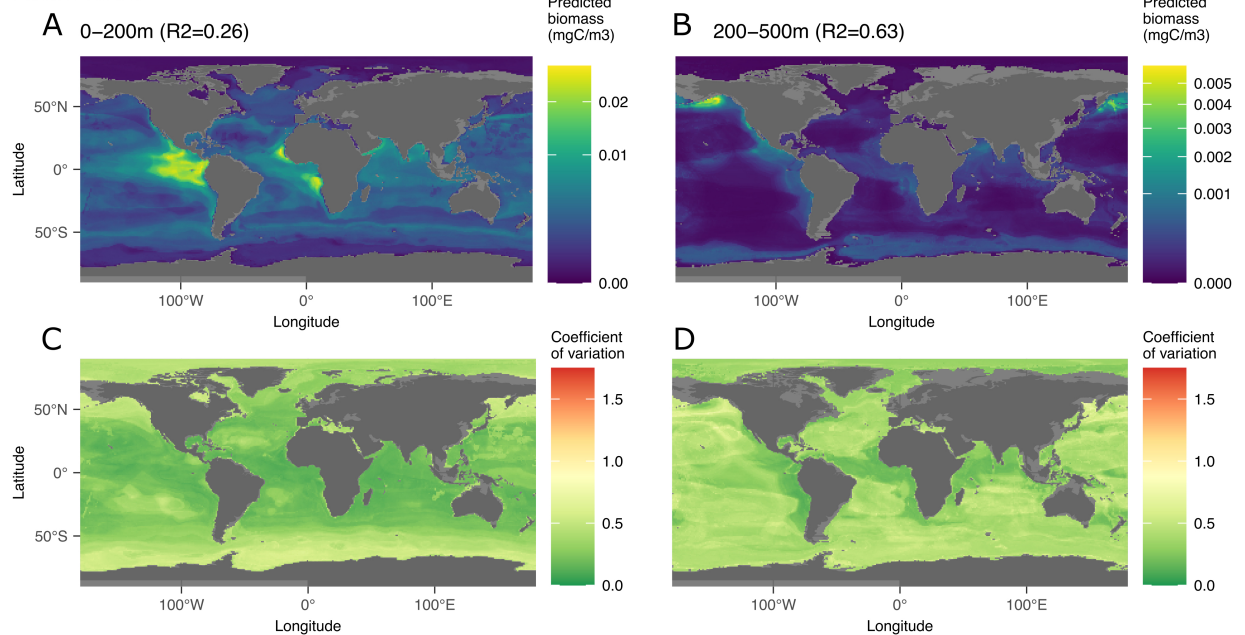 A
0−200m (R2=0.26)
Predicted
biomass
(mgC/m3)
0.02
0.01
0.00
50°N
0°
50°S
Latitude
100°W
0°
100°E
Longitude
B
200−500m (R2=0.63)
Predicted
biomass
(mgC/m3)
0.005
0.004
0.003
0.002
0.001
0.000
100°W
0°
100°E
Longitude
C
Coefficient
of variation
1.5
1.0
0.5
0.0
50°N
0°
50°S
Latitude
100°W
0°
100°E
Longitude
D
Coefficient
of variation
1.5
1.0
0.5
0.0
100°W
0°
100°E
Longitude